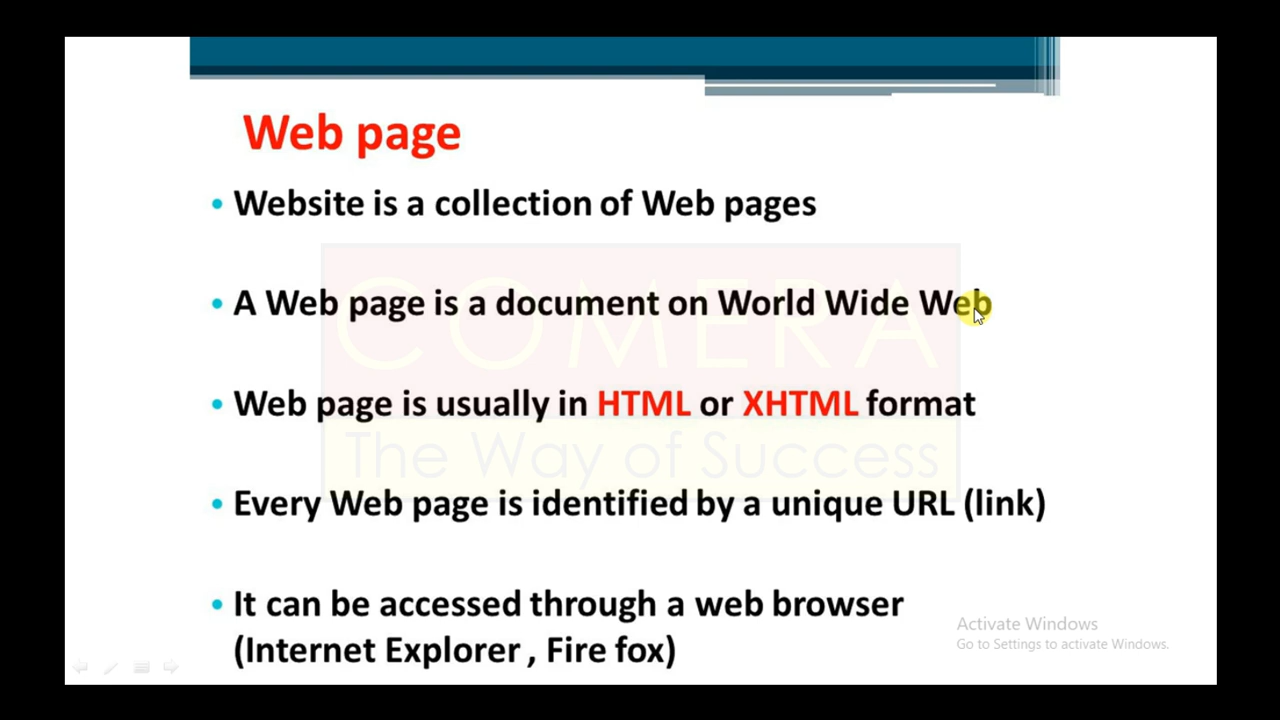 Web page
• Website is a collection of Web pages
• A Web page is a document on World Wide Web
• Web page is usually in HTML or XHTML format
• Every Web page is identified by a unique URL (link)
• It can be accessed through a web browser
(Internet Explorer , Fire fox)
COMERA
The Way of Success
Activate Windows
Go to Settings to activate Windows.